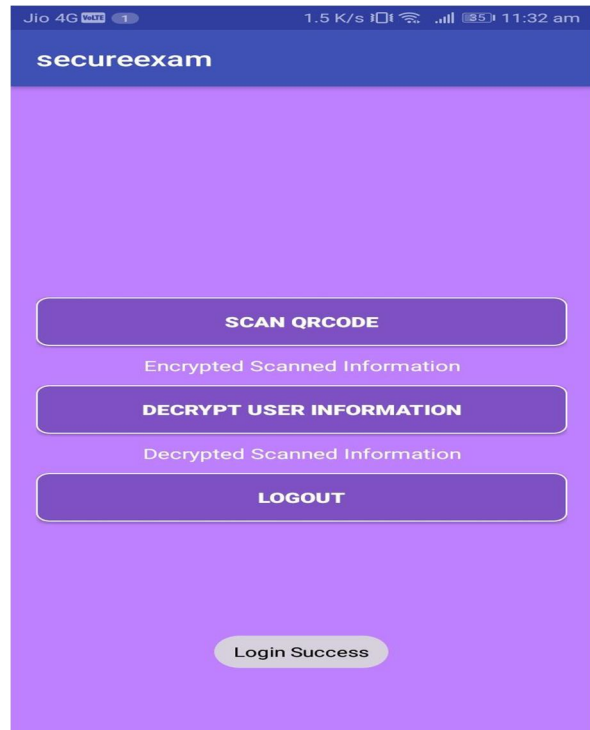 Jio 4G VoLTE 1 1.5 K/s 35 11:32 am
secureexam
SCAN QRCODE
Encrypted Scanned Information
DECRYPT USER INFORMATION
Decrypted Scanned Information
LOGOUT
Login Success